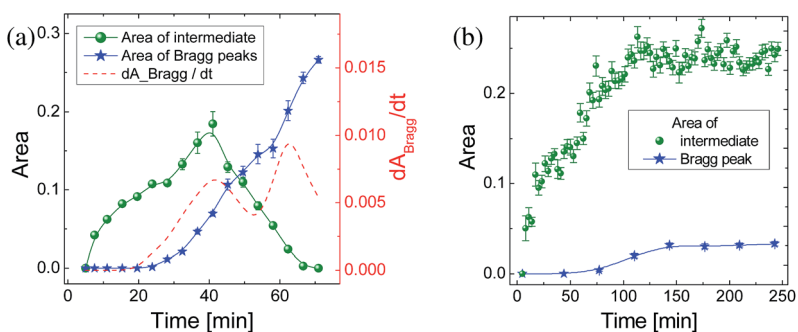 (a)
Area of intermediate
Area of Bragg peaks
dA_Bragg / dt
0.3
0.2
0.1
0.0
Area
0.015
0.010
0.005
0.000
dA_Bragg/dt
0
20
40
60
Time [min]
(b)
Area of
intermediate
Bragg peak
0.2
0.1
0.0
Area
0
50
100
150
200
250
Time [min]